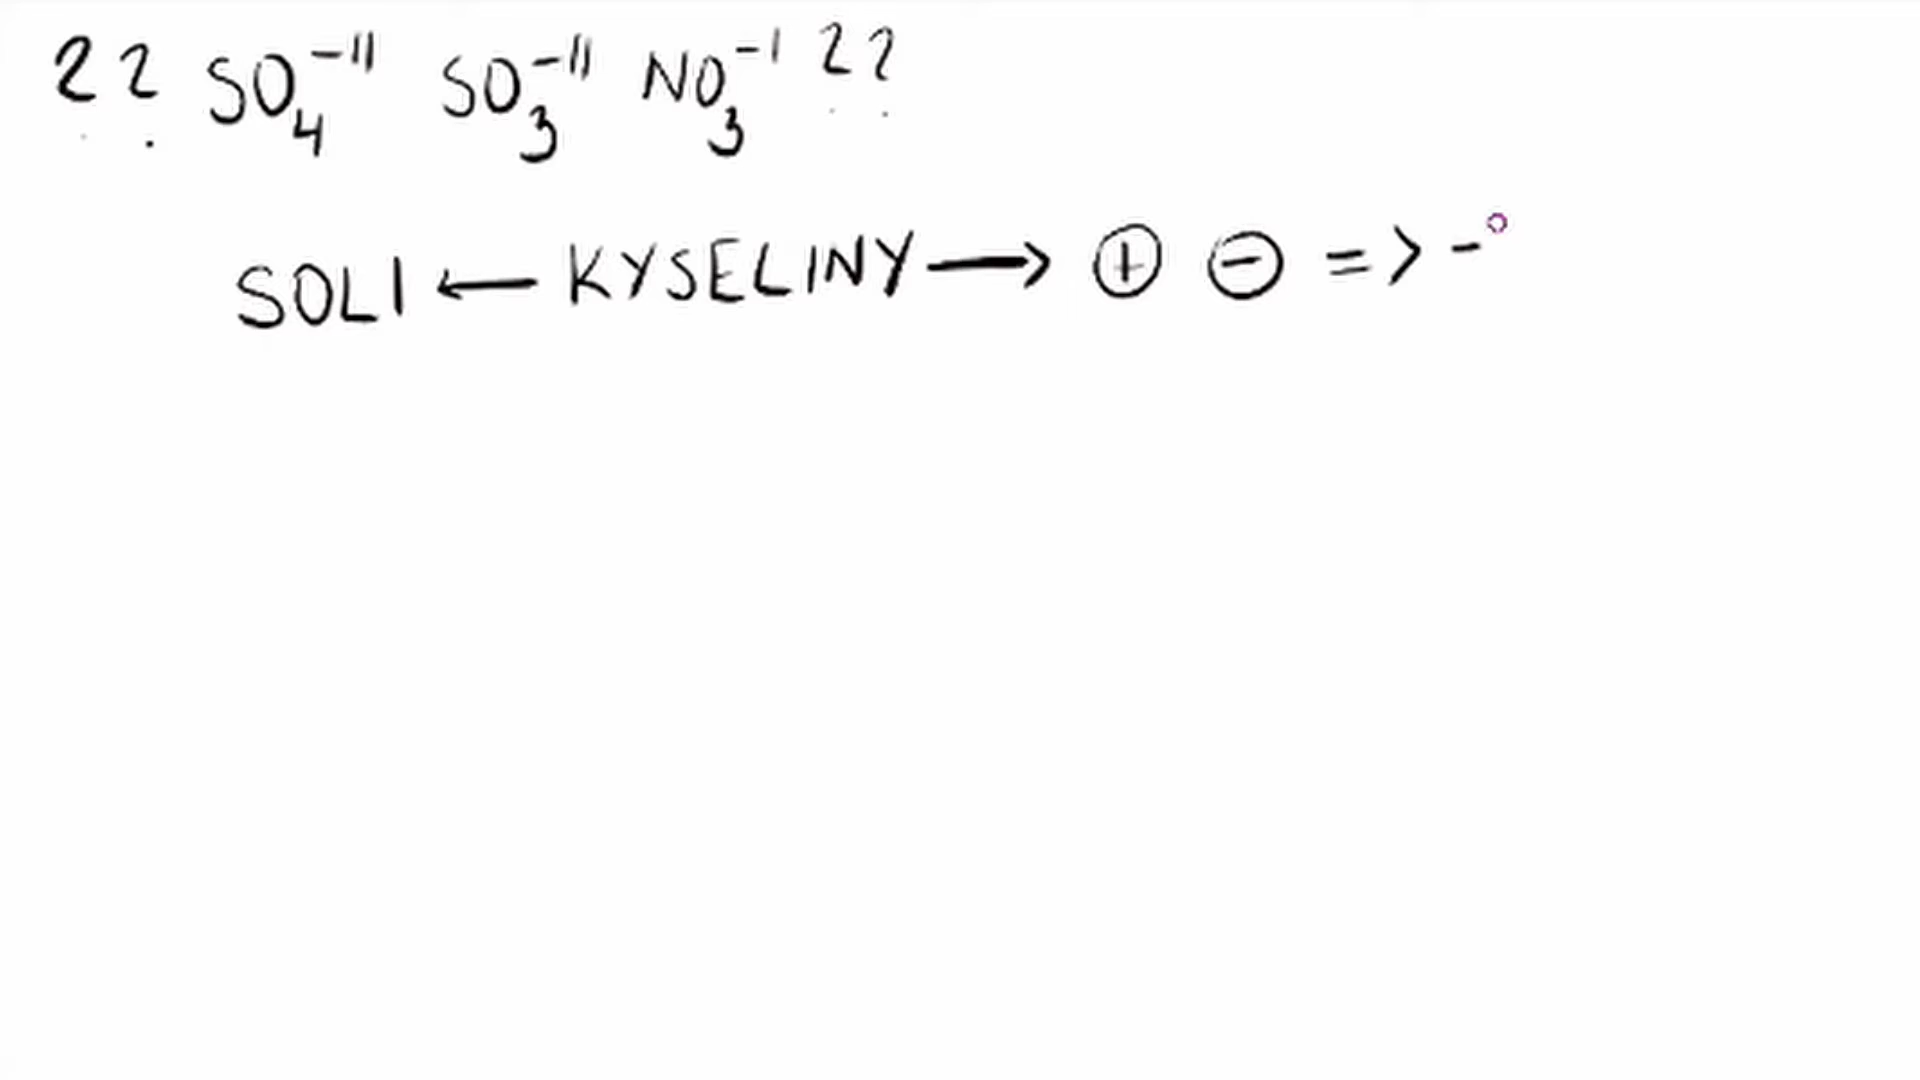 ?? SO₄⁻ᴵᴵ SO₃⁻ᴵᴵ NO₃⁻ᴵ ??
SOLI ← KYSELINY → ⊕ ⊖ => -